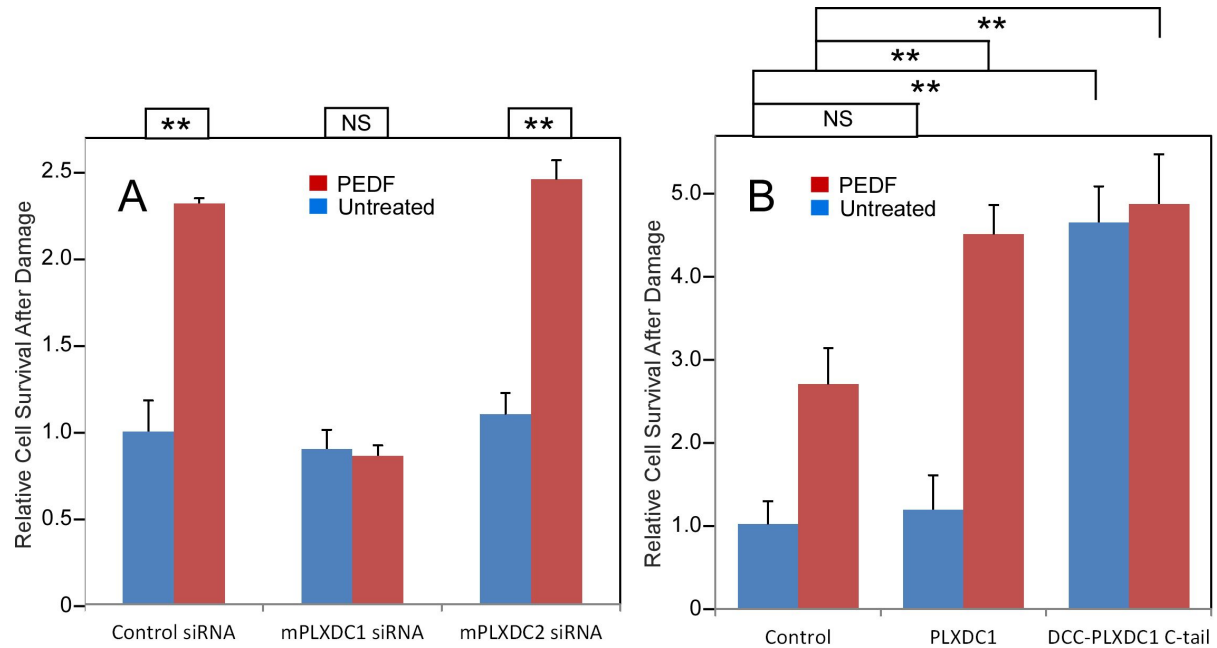 ** NS **
A
PEDF
Untreated
Relative Cell Survival After Damage
2.5
2.0
1.5
1.0
0.5
0
Control siRNA mPLXDC1 siRNA mPLXDC2 siRNA
**
**
**
NS
B
PEDF
Untreated
Relative Cell Survival After Damage
5.0
4.0
3.0
2.0
1.0
0
Control PLXDC1 DCC-PLXDC1 C-tail